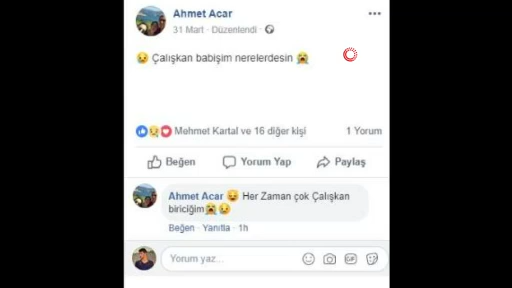 Ahmet Acar
31 Mart · Düzenlendi ·
😢 Çalışkan babişim nerelerdesin 😭
Mehmet Kartal ve 16 diğer kişi
1 Yorum
Beğen
Yorum Yap
Paylaş
Ahmet Acar 😍 Her Zaman çok Çalışkan
biriciğim😭😢
Beğen · Yanıtla · 1h
Yorum yaz...
GIF